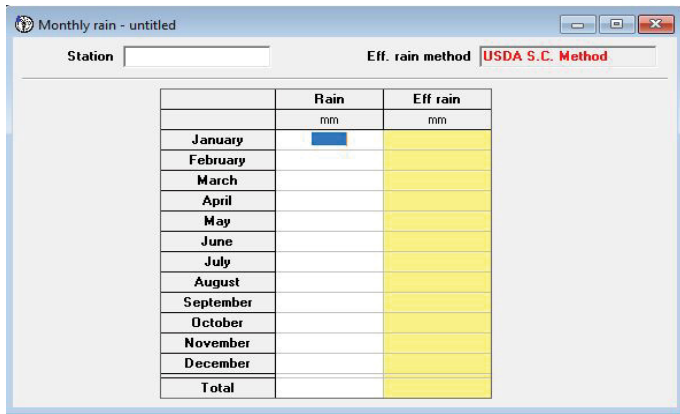 Monthly rain - untitled
Station Eff. rain method USDA S.C. Method
Rain Eff rain
mm mm
January
February
March
April
May
June
July
August
September
October
November
December
Total